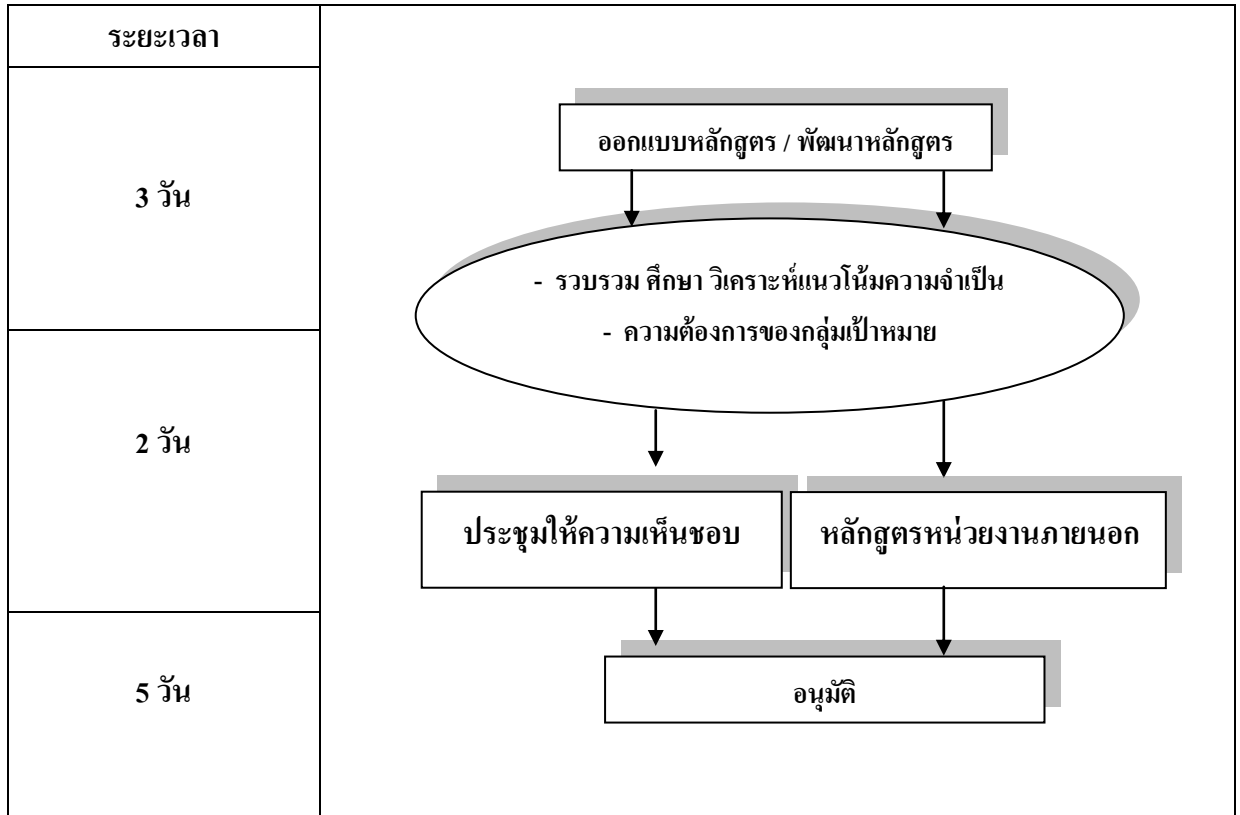 ระยะเวลา
3 วัน
2 วัน
5 วัน
ออกแบบหลักสูตร / พัฒนาหลักสูตร
- รวบรวม ศึกษา วิเคราะห์แนวโน้มความจำเป็น
- ความต้องการของกลุ่มเป้าหมาย
ประชุมให้ความเห็นชอบ
หลักสูตรหน่วยงานภายนอก
อนุมัติ